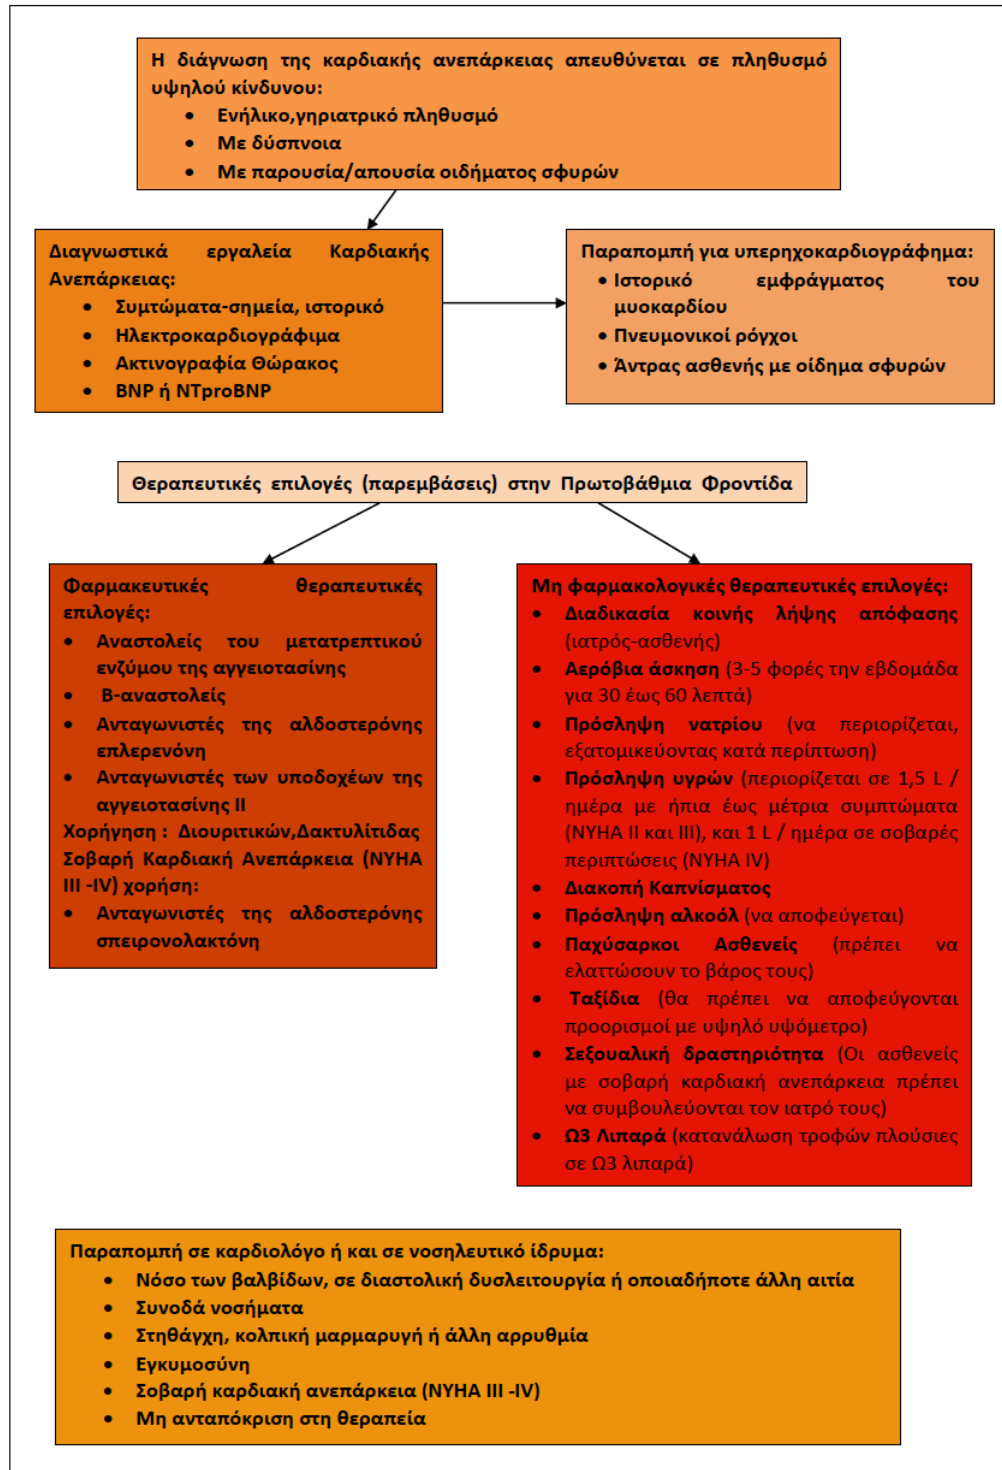 Η διάγνωση της καρδιακής ανεπάρκειας απευθύνεται σε πληθυσμό
υψηλού κίνδυνου:
• Ενήλικο,γηριατρικό πληθυσμό
• Με δύσπνοια
• Με παρουσία/απουσία οιδήματος σφυρών
Διαγνωστικά εργαλεία Καρδιακής
Ανεπάρκειας:
• Συμτώματα-σημεία, ιστορικό
• Ηλεκτροκαρδιογράφιμα
• Ακτινογραφία Θώρακος
• BNP ή NTproBNP
Παραπομπή για υπερηχοκαρδιογράφημα:
• Ιστορικό εμφράγματος του
μυοκαρδίου
• Πνευμονικοί ρόγχοι
• Άντρας ασθενής με οίδημα σφυρών
Θεραπευτικές επιλογές (παρεμβάσεις) στην Πρωτοβάθμια Φροντίδα
Φαρμακευτικές θεραπευτικές
επιλογές:
• Αναστολείς του μετατρεπτικού
ενζύμου της αγγειοτασίνης
• Β-αναστολείς
• Ανταγωνιστές της αλδοστερόνης
επλερενόνη
• Ανταγωνιστές των υποδοχέων της
αγγειοτασίνης ΙΙ
Χορήγηση : Διουριτικών,Δακτυλίτιδας
Σοβαρή Καρδιακή Ανεπάρκεια (NYHA
III -IV) χορήση:
• Ανταγωνιστές της αλδοστερόνης
σπειρονολακτόνη
Μη φαρμακολογικές θεραπευτικές επιλογές:
• Διαδικασία κοινής λήψης απόφασης
(ιατρός-ασθενής)
• Αερόβια άσκηση (3-5 φορές την εβδομάδα
για 30 έως 60 λεπτά)
• Πρόσληψη νατρίου (να περιορίζεται,
εξατομικεύοντας κατά περίπτωση)
• Πρόσληψη υγρών (περιορίζεται σε 1,5 L /
ημέρα με ήπια έως μέτρια συμπτώματα
(NYHA II και III), και 1 L / ημέρα σε σοβαρές
περιπτώσεις (NYHA IV)
• Διακοπή Καπνίσματος
• Πρόσληψη αλκοόλ (να αποφεύγεται)
• Παχύσαρκοι Ασθενείς (πρέπει να
ελαττώσουν το βάρος τους)
• Ταξίδια (θα πρέπει να αποφεύγονται
προορισμοί με υψηλό υψόμετρο)
• Σεξουαλική δραστηριότητα (Οι ασθενείς
με σοβαρή καρδιακή ανεπάρκεια πρέπει
να συμβουλεύονται τον ιατρό τους)
• Ω3 Λιπαρά (κατανάλωση τροφών πλούσιες
σε Ω3 λιπαρά)
Παραπομπή σε καρδιολόγο ή και σε νοσηλευτικό ίδρυμα:
• Νόσο των βαλβίδων, σε διαστολική δυσλειτουργία ή οποιαδήποτε άλλη αιτία
• Συνοδά νοσήματα
• Στηθάγχη, κολπική μαρμαρυγή ή άλλη αρρυθμία
• Εγκυμοσύνη
• Σοβαρή καρδιακή ανεπάρκεια (NYHA III -IV)
• Μη ανταπόκριση στη θεραπεία